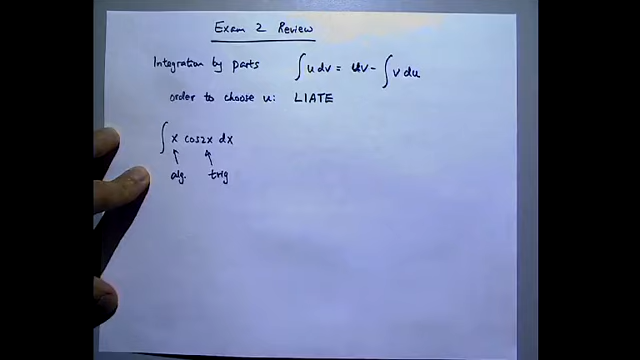 Exam 2 Review
Integration by parts ∫ u dv = uv - ∫ v du
order to choose u: LIATE
∫ x cos2x dx
alg. trig